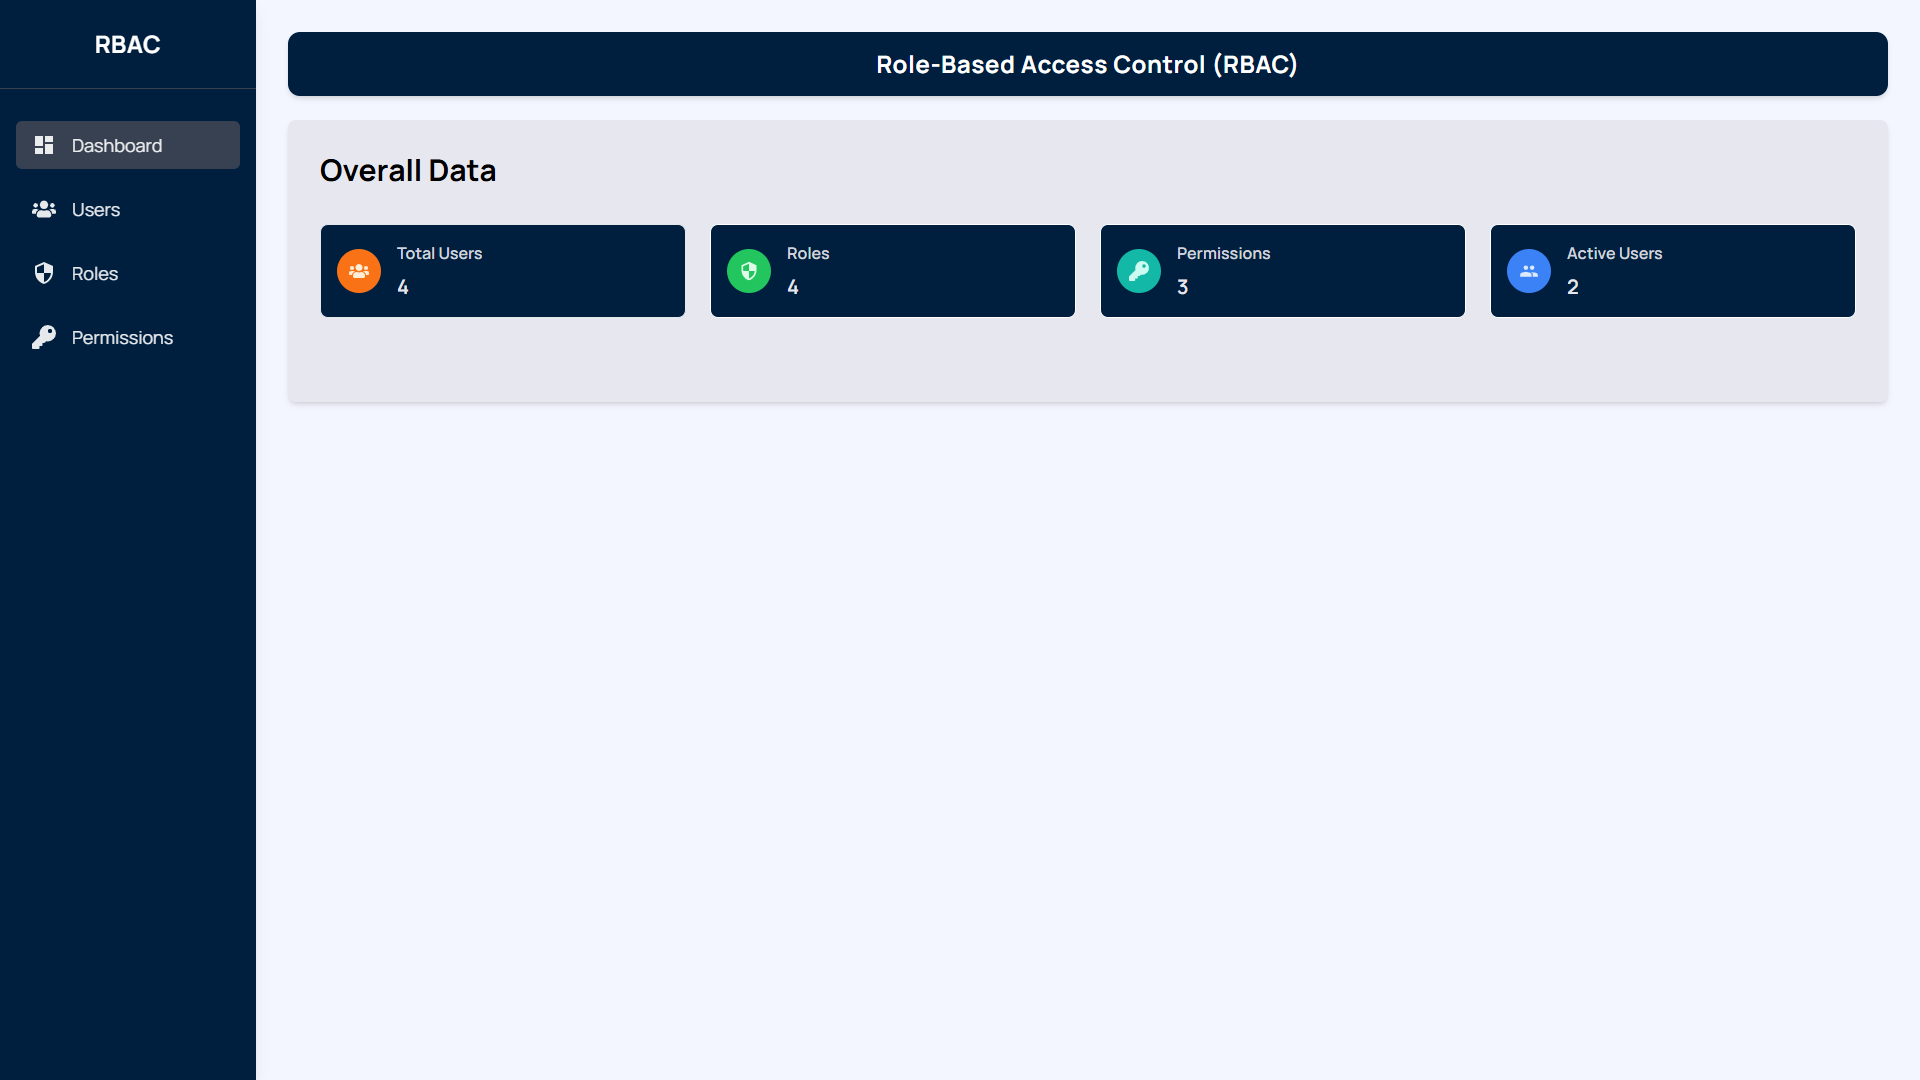 RBAC
Dashboard
Users
Roles
Permissions
Role-Based Access Control (RBAC)
Overall Data
Total Users
4
Roles
4
Permissions
3
Active Users
2